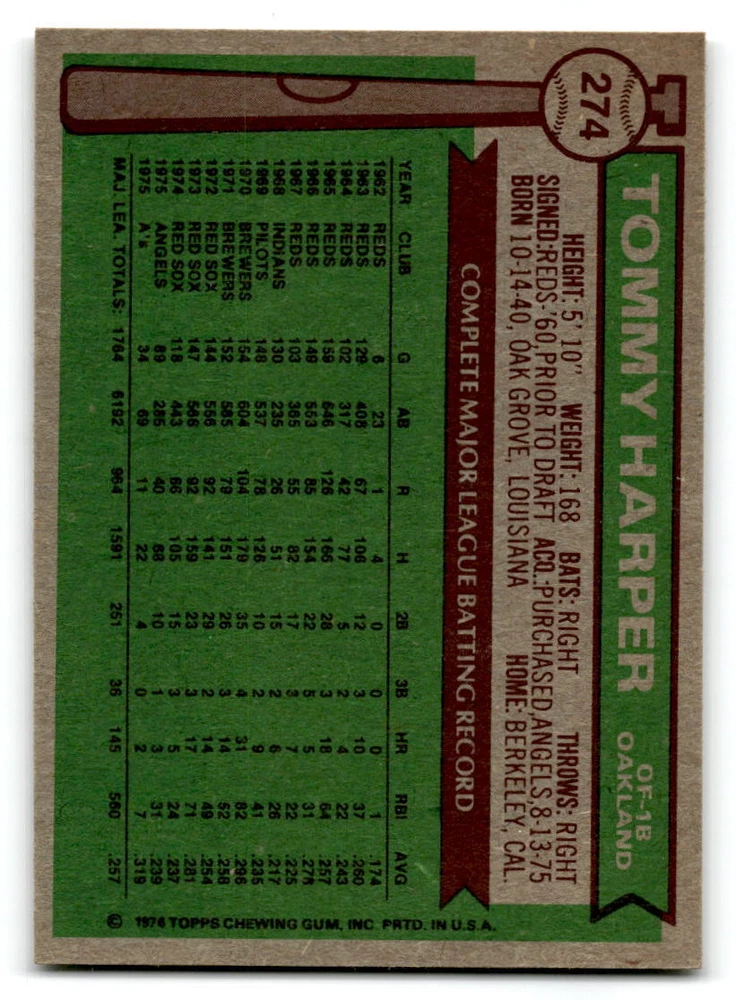 274
TOMMY HARPER
OF-1B
OAKLAND
HEIGHT: 5' 10" WEIGHT: 168 BATS: RIGHT THROWS: RIGHT
SIGNED: REDS-'60, PRIOR TO DRAFT ACQ.: PURCHASED, ANGELS, 8-13-75
BORN 10-14-40, OAK GROVE, LOUISIANA HOME: BERKELEY, CAL.
COMPLETE MAJOR LEAGUE BATTING RECORD
YEAR CLUB G AB R H 2B 3B HR RBI AVG
1962 REDS 6 23 1 4 0 0 0 1 .174
1963 REDS 129 408 67 106 12 3 10 37 .260
1964 REDS 102 317 42 77 5 2 4 22 .243
1965 REDS 159 646 126 166 28 3 18 64 .257
1966 REDS 149 553 85 154 22 5 5 31 .278
1967 REDS 103 365 55 82 17 3 7 22 .225
1968 INDIANS 130 235 26 51 15 2 6 26 .217
1969 PILOTS 148 537 78 126 10 2 9 41 .235
1970 BREWERS 154 604 104 179 35 4 31 82 .296
1971 BREWERS 152 585 79 151 26 3 14 52 .258
1972 RED SOX 144 556 92 141 29 2 14 49 .254
1973 RED SOX 147 566 92 159 23 3 17 71 .281
1974 RED SOX 118 443 66 105 15 3 5 24 .237
1975 ANGELS 89 285 40 68 10 1 3 31 .239
1975 A's 34 69 11 22 4 0 2 7 .319
MAJ. LEA. TOTALS: 1764 6192 964 1591 251 36 145 560 .257
© 1976 TOPPS CHEWING GUM, INC. PRTD. IN U.S.A.